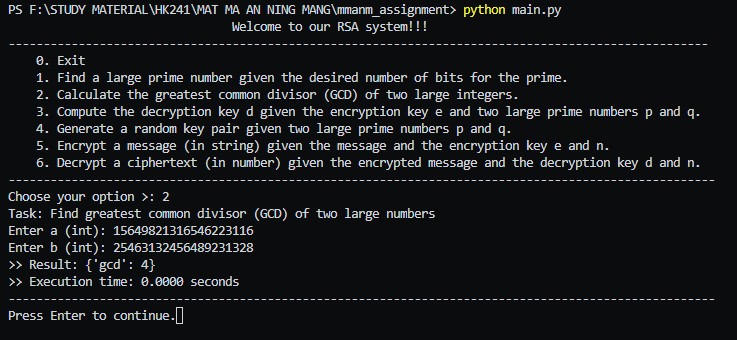 PS F:\STUDY MATERIAL\HK241\MAT MA AN NING MANG\mmanm_assignment> python main.py
Welcome to our RSA system!!!
----------------------------------------------------------------------------------------------------
0. Exit
1. Find a large prime number given the desired number of bits for the prime.
2. Calculate the greatest common divisor (GCD) of two large integers.
3. Compute the decryption key d given the encryption key e and two large prime numbers p and q.
4. Generate a random key pair given two large prime numbers p and q.
5. Encrypt a message (in string) given the message and the encryption key e and n.
6. Decrypt a ciphertext (in number) given the encrypted message and the decryption key d and n.
-----------------------------------------------------------------------------------------------------
Choose your option >: 2
Task: Find greatest common divisor (GCD) of two large numbers
Enter a (int): 15649821316546223116
Enter b (int): 25463132456489231328
>> Result: {'gcd': 4}
>> Execution time: 0.0000 seconds
-----------------------------------------------------------------------------------------------------
Press Enter to continue.